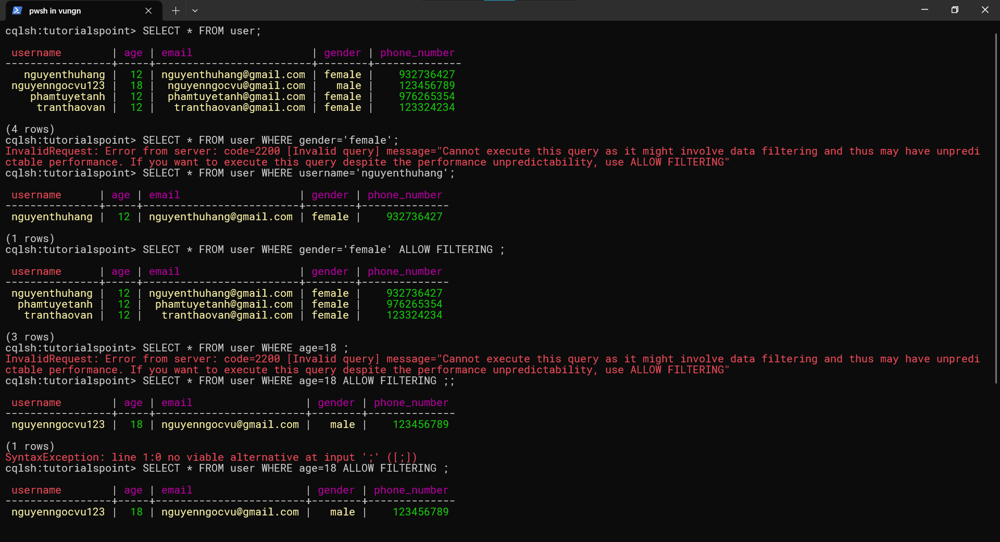 pwsh in vungn
cqlsh:tutorialspoint> SELECT * FROM user;
 username        | age | email                   | gender | phone_number
-----------------+-----+-------------------------+--------+--------------
   nguyenthuhang |  12 | nguyenthuhang@gmail.com | female |    932736427
 nguyenngocvu123 |  18 |  nguyenngocvu@gmail.com |   male |    123456789
    phamtuyetanh |  12 |  phamtuyetanh@gmail.com | female |    976265354
     tranthaovan |  12 |   tranthaovan@gmail.com | female |    123324234
(4 rows)
cqlsh:tutorialspoint> SELECT * FROM user WHERE gender='female';
InvalidRequest: Error from server: code=2200 [Invalid query] message="Cannot execute this query as it might involve data filtering and thus may have unpredi
ctable performance. If you want to execute this query despite the performance unpredictability, use ALLOW FILTERING"
cqlsh:tutorialspoint> SELECT * FROM user WHERE username='nguyenthuhang';
 username      | age | email                   | gender | phone_number
---------------+-----+-------------------------+--------+--------------
 nguyenthuhang |  12 | nguyenthuhang@gmail.com | female |    932736427
(1 rows)
cqlsh:tutorialspoint> SELECT * FROM user WHERE gender='female' ALLOW FILTERING ;
 username      | age | email                   | gender | phone_number
---------------+-----+-------------------------+--------+--------------
 nguyenthuhang |  12 | nguyenthuhang@gmail.com | female |    932736427
  phamtuyetanh |  12 |  phamtuyetanh@gmail.com | female |    976265354
   tranthaovan |  12 |   tranthaovan@gmail.com | female |    123324234
(3 rows)
cqlsh:tutorialspoint> SELECT * FROM user WHERE age=18 ;
InvalidRequest: Error from server: code=2200 [Invalid query] message="Cannot execute this query as it might involve data filtering and thus may have unpredi
ctable performance. If you want to execute this query despite the performance unpredictability, use ALLOW FILTERING"
cqlsh:tutorialspoint> SELECT * FROM user WHERE age=18 ALLOW FILTERING ;;
 username        | age | email                  | gender | phone_number
-----------------+-----+------------------------+--------+--------------
 nguyenngocvu123 |  18 | nguyenngocvu@gmail.com |   male |    123456789
(1 rows)
SyntaxException: line 1:0 no viable alternative at input ';' ([;])
cqlsh:tutorialspoint> SELECT * FROM user WHERE age=18 ALLOW FILTERING ;
 username        | age | email                  | gender | phone_number
-----------------+-----+------------------------+--------+--------------
 nguyenngocvu123 |  18 | nguyenngocvu@gmail.com |   male |    123456789